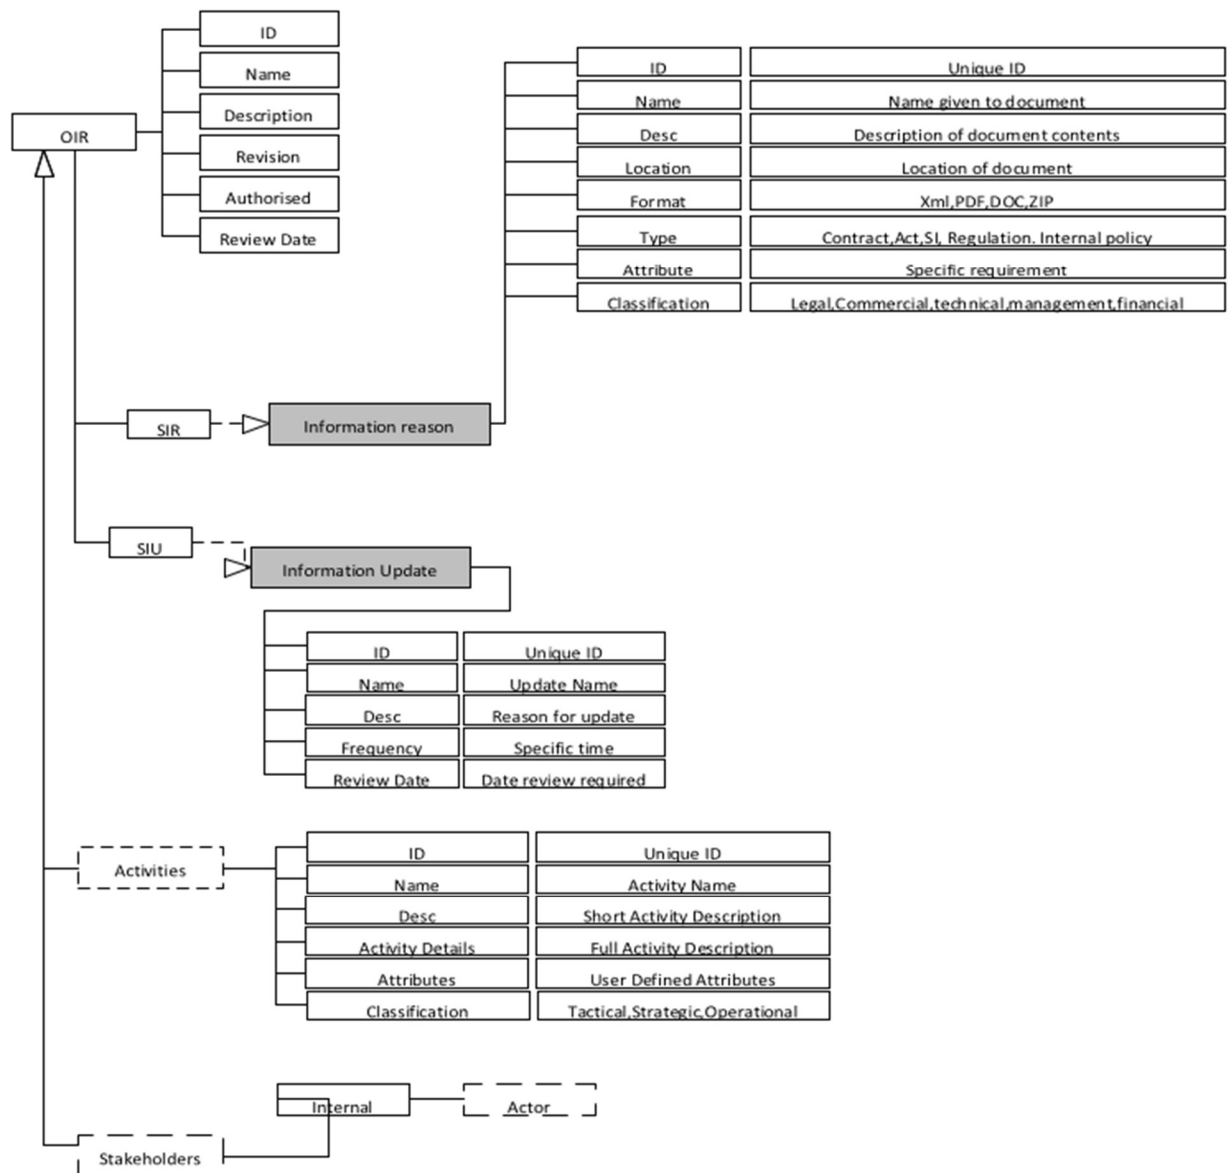 ID
Name
Description
Revision
Authorised
Review Date
OIR
ID Unique ID
Name Name given to document
Desc Description of document contents
Location Location of document
Format Xml,PDF,DOC,ZIP
Type Contract,Act,SI, Regulation. Internal policy
Attribute Specific requirement
Classification Legal,Commercial,technical,management,financial
SIR Information reason
SIU
Information Update
ID Unique ID
Name Update Name
Desc Reason for update
Frequency Specific time
Review Date Date review required
Activities
ID Unique ID
Name Activity Name
Desc Short Activity Description
Activity Details Full Activity Description
Attributes User Defined Attributes
Classification Tactical,Strategic,Operational
Internal Actor
Stakeholders